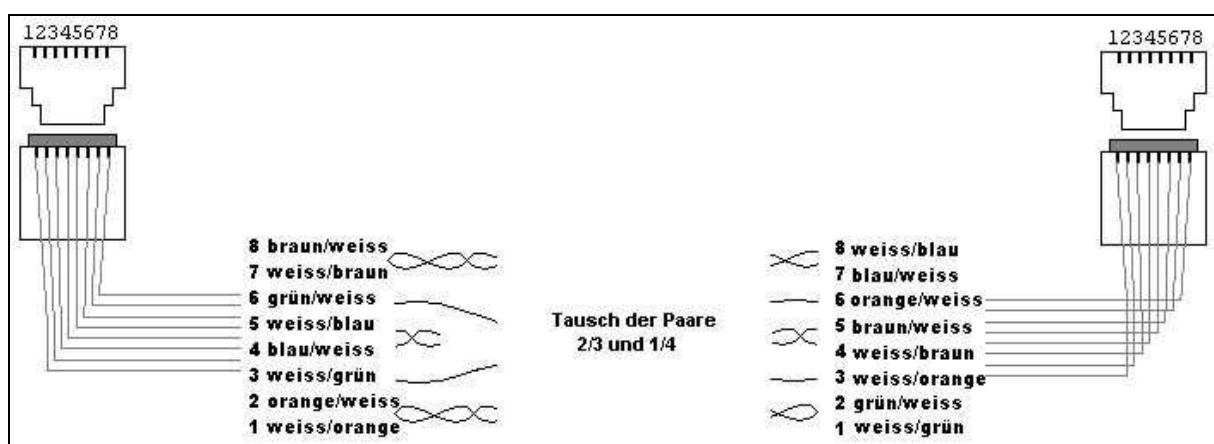 12345678
12345678
8 braun/weiss
7 weiss/braun
6 grün/weiss
5 weiss/blau
4 blau/weiss
3 weiss/grün
2 orange/weiss
1 weiss/orange
Tausch der Paare
2/3 und 1/4
8 weiss/blau
7 blau/weiss
6 orange/weiss
5 braun/weiss
4 weiss/braun
3 weiss/orange
2 grün/weiss
1 weiss/grün